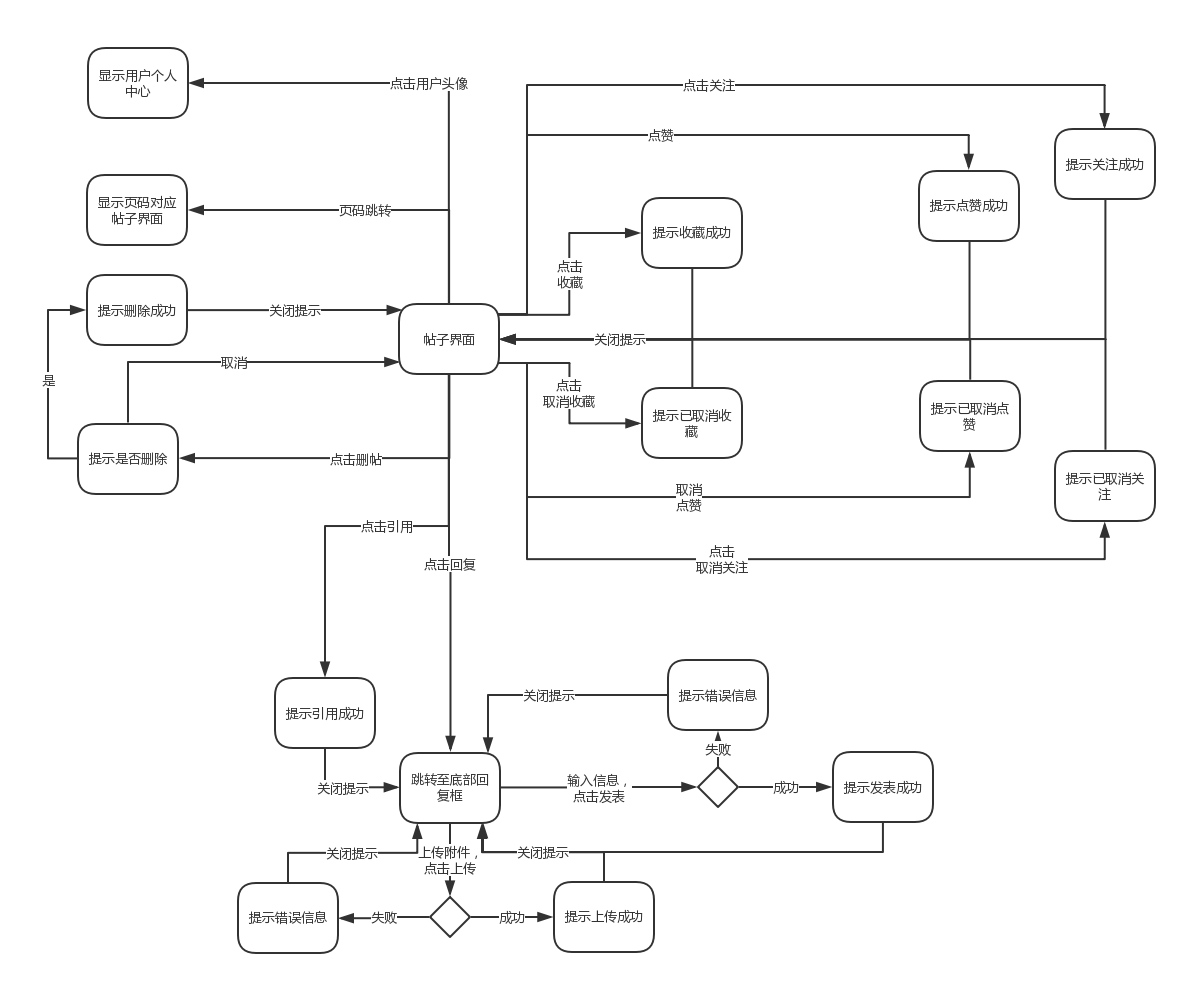 显示用户个人
中心
点击用户头像
点击关注
点赞
提示关注成功
显示页码对应
帖子界面
页码跳转
提示收藏成功
提示点赞成功
点击
收藏
提示删除成功
关闭提示
帖子界面
关闭提示
取消
是
点击
取消收藏
提示已取消收
藏
提示已取消点
赞
提示是否删除
点击删帖
提示已取消关
注
取消
点赞
点击引用
点击回复
点击
取消关注
提示引用成功
关闭提示
提示错误信息
失败
关闭提示
跳转至底部回
复框
输入信息，
点击发表
成功
提示发表成功
关闭提示
上传附件，
点击上传
关闭提示
提示错误信息
失败
成功
提示上传成功